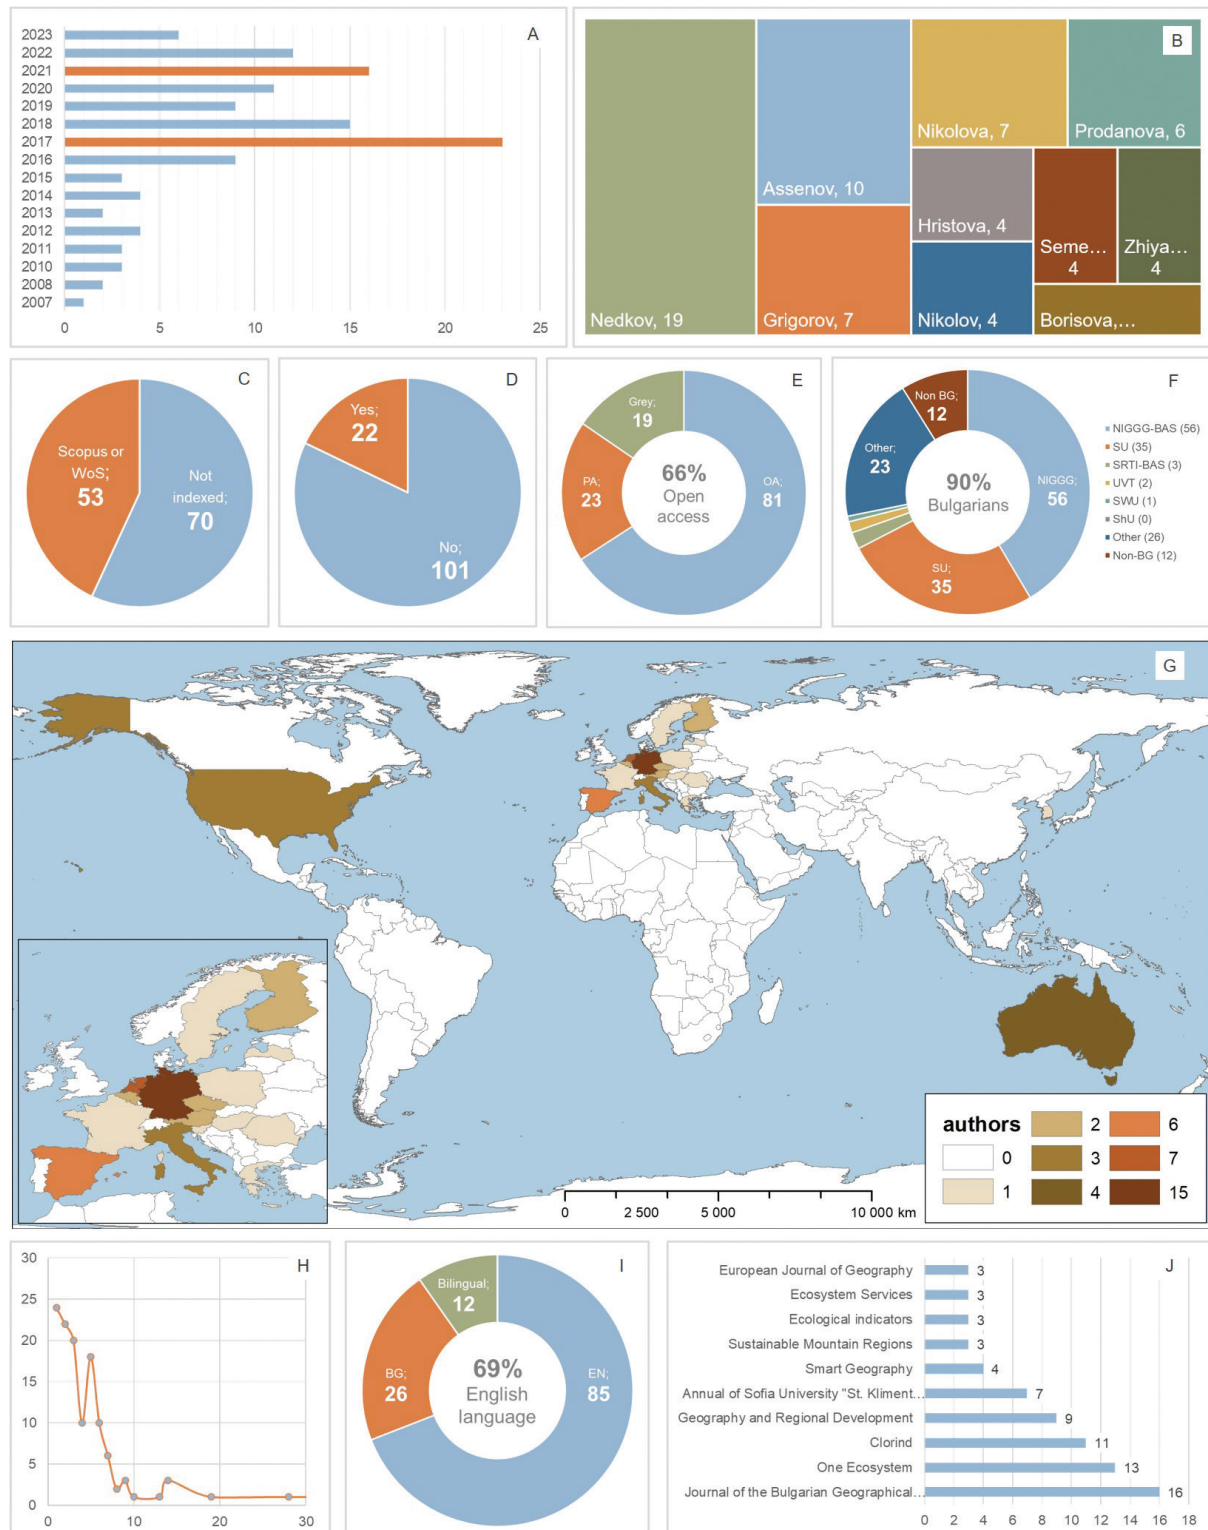 A
2023
2022
2021
2020
2019
2018
2017
2016
2015
2014
2013
2012
2011
2010
2008
2007
0 5 10 15 20 25
B
Nedkov, 19
Assenov, 10
Grigorov, 7
Nikolova, 7
Prodanova, 6
Hristova, 4
Nikolov, 4
Seme...
4
Zhiya...
4
Borisova,...
C
Scopus or
WoS;
53
Not
indexed;
70
D
Yes;
22
No;
101
E
Grey;
19
PA;
23
66%
Open
access
OA;
81
F
Non BG;
12
Other;
23
90%
Bulgarians
NIGGG;
56
SU;
35
NIGGG-BAS (56)
SU (35)
SRTI-BAS (3)
UVT (2)
SWU (1)
ShU (0)
Other (26)
Non-BG (12)
G
authors
0
1
2
3
4
6
7
15
0 2 500 5 000 10 000 km
H
30
25
20
15
10
5
0
0 10 20 30
I
Bilingual;
12
BG;
26
69%
English
language
EN;
85
J
European Journal of Geography 3
Ecosystem Services 3
Ecological indicators 3
Sustainable Mountain Regions 3
Smart Geography 4
Annual of Sofia University "St. Kliment... 7
Geography and Regional Development 9
Clorind 11
One Ecosystem 13
Journal of the Bulgarian Geographical... 16
0 2 4 6 8 10 12 14 16 18